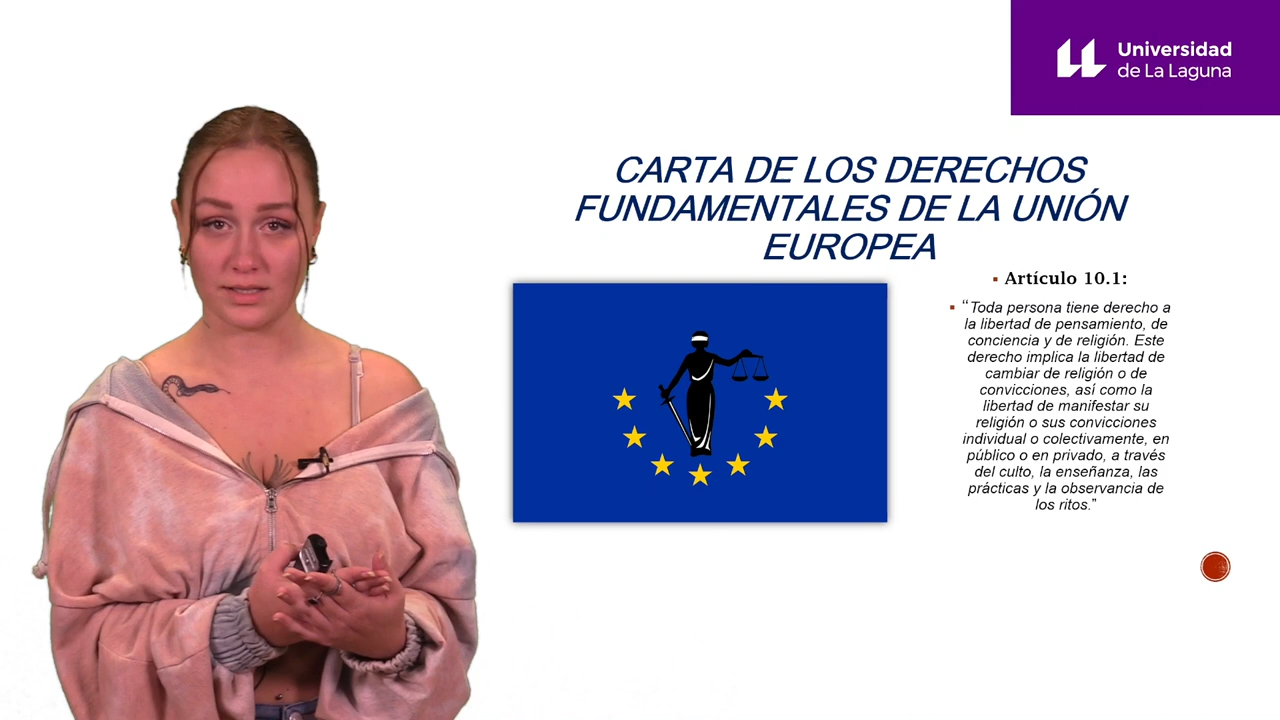 Universidad
de La Laguna
CARTA DE LOS DERECHOS
FUNDAMENTALES DE LA UNIÓN
EUROPEA
▪ Artículo 10.1:
▪ “Toda persona tiene derecho a
la libertad de pensamiento, de
conciencia y de religión. Este
derecho implica la libertad de
cambiar de religión o de
convicciones, así como la
libertad de manifestar su
religión o sus convicciones
individual o colectivamente, en
público o en privado, a través
del culto, la enseñanza, las
prácticas y la observancia de
los ritos.”